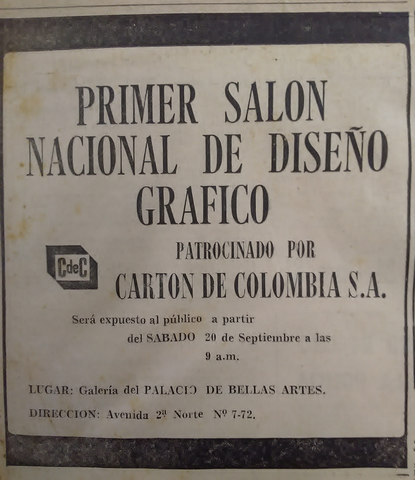 PRIMER SALON
NACIONAL DE DISEÑO
GRAFICO
CdeC
PATROCINADO POR
CARTON DE COLOMBIA S.A.
Será expuesto al público a partir
del SABADO 20 de Septiembre a las
9 a.m.
LUGAR: Galería del PALACIO DE BELLAS ARTES.
DIRECCION: Avenida 2ª Norte Nº 7-72.